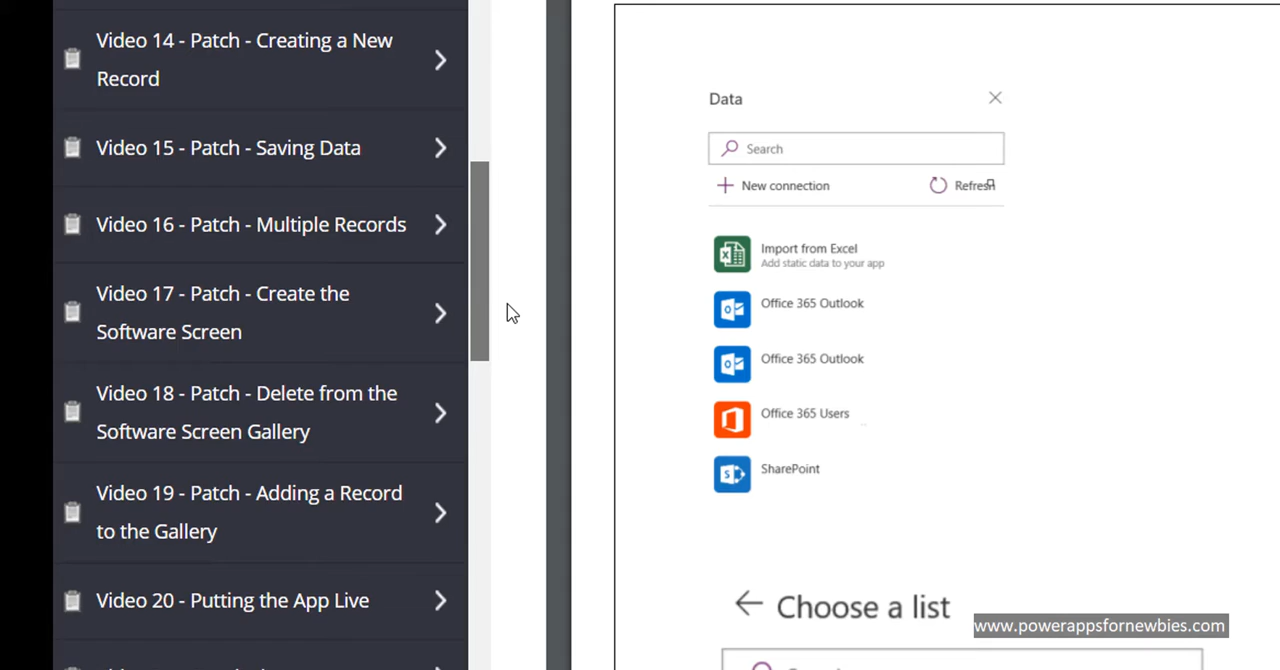 Video 14 - Patch - Creating a New
Record
Video 15 - Patch - Saving Data
Video 16 - Patch - Multiple Records
Video 17 - Patch - Create the
Software Screen
Video 18 - Patch - Delete from the
Software Screen Gallery
Video 19 - Patch - Adding a Record
to the Gallery
Video 20 - Putting the App Live
Data
Search
New connection
Refresh
Import from Excel
Add static data to your app
Office 365 Outlook
Office 365 Outlook
Office 365 Users
SharePoint
Choose a list
www.powerappsfornewbies.com